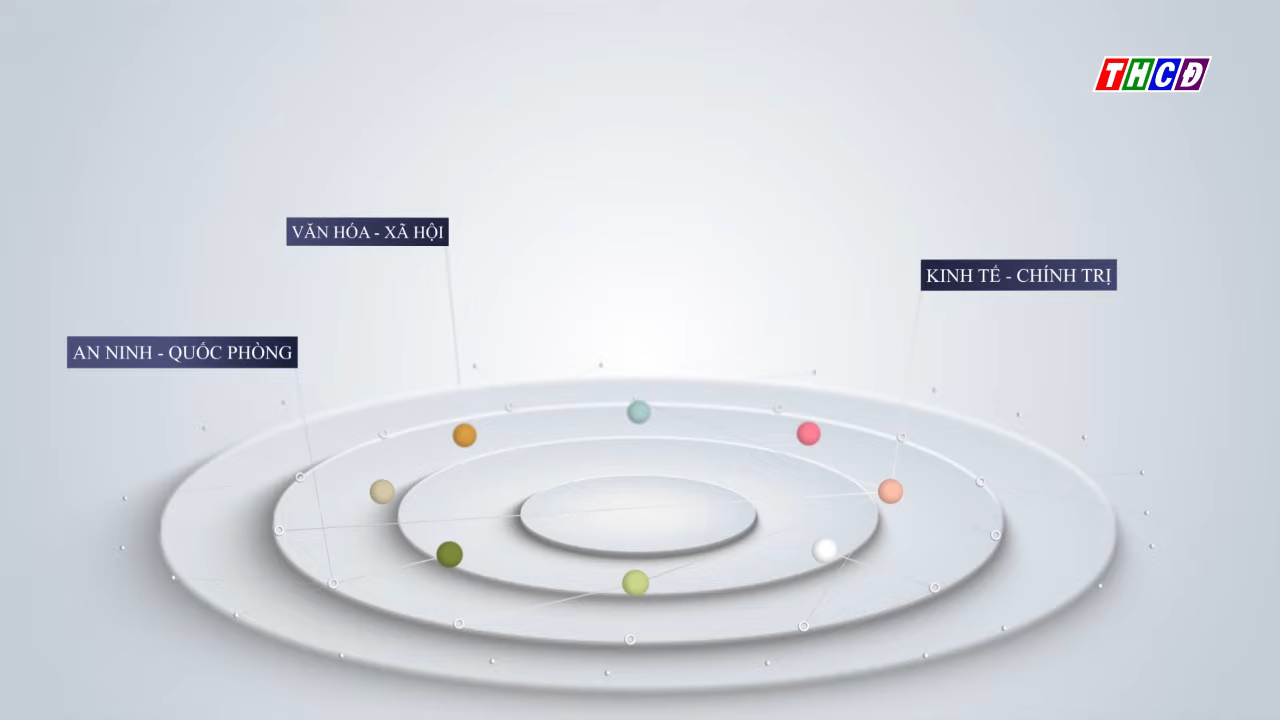 THCĐ
VĂN HÓA - XÃ HỘI
KINH TẾ - CHÍNH TRỊ
AN NINH - QUỐC PHÒNG